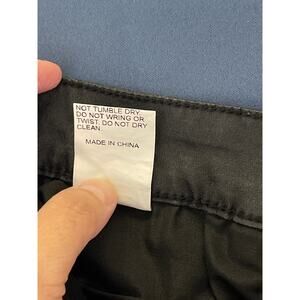 NOT TUMBLE DRY.
DO NOT WRING OR
TWIST. DO NOT DRY
CLEAN.
MADE IN CHINA